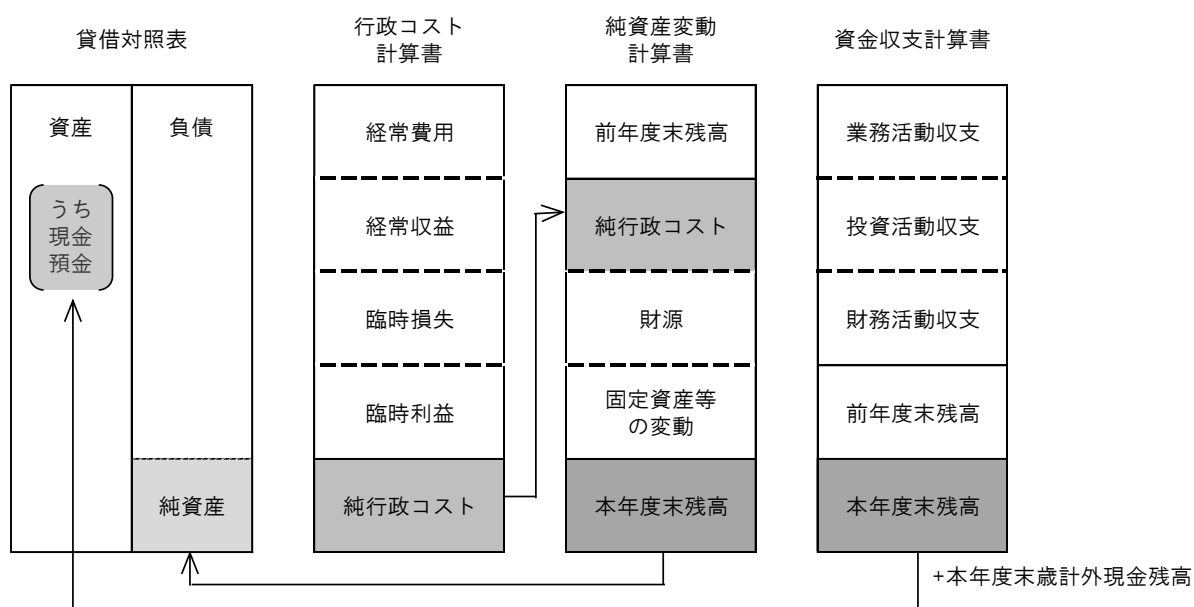 貸借対照表
資産
負債
うち
現金
預金
純資産
行政コスト
計算書
経常費用
経常収益
臨時損失
臨時利益
純行政コスト
純資産変動
計算書
前年度末残高
純行政コスト
財源
固定資産等
の変動
本年度末残高
資金収支計算書
業務活動収支
投資活動収支
財務活動収支
前年度末残高
本年度末残高
+本年度末歳計外現金残高